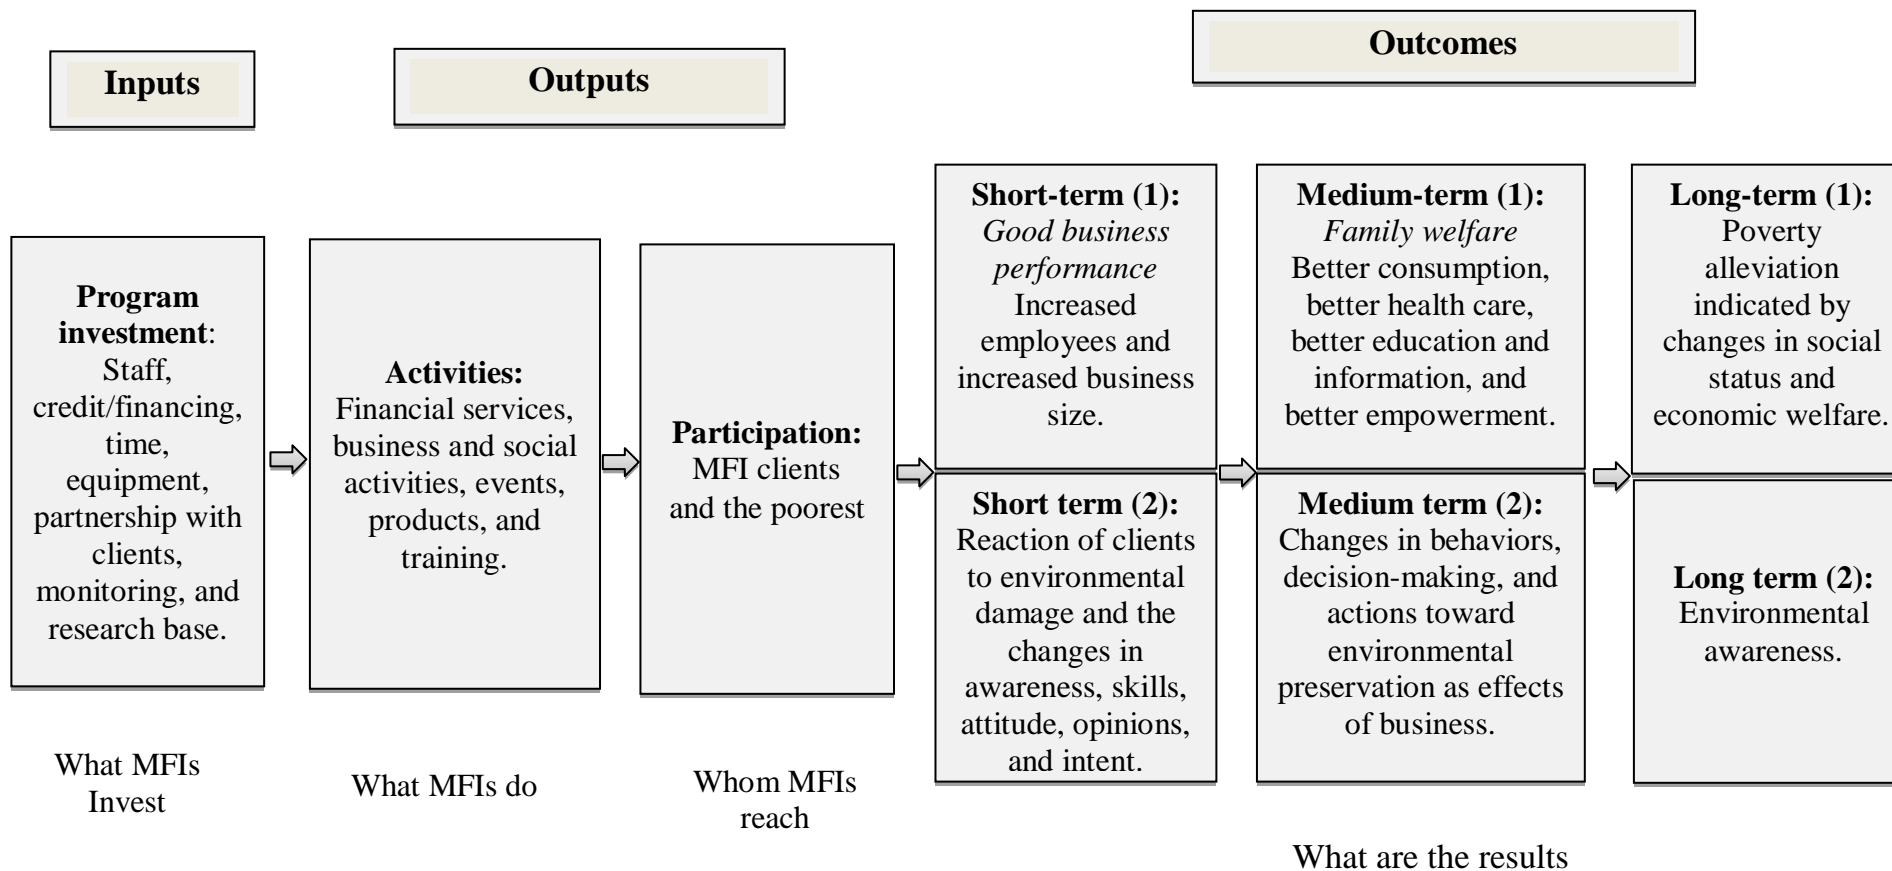 Inputs
Outputs
Outcomes
Program
investment:
Staff,
credit/financing,
time,
equipment,
partnership with
clients,
monitoring, and
research base.
What MFIs
Invest
Activities:
Financial services,
business and social
activities, events,
products, and
training.
What MFIs do
Participation:
MFI clients
and the poorest
Whom MFIs
reach
Short-term (1):
Good business
performance
Increased
employees and
increased business
size.
Short term (2):
Reaction of clients
to environmental
damage and the
changes in
awareness, skills,
attitude, opinions,
and intent.
Medium-term (1):
Family welfare
Better consumption,
better health care,
better education and
information, and
better empowerment.
Medium term (2):
Changes in behaviors,
decision-making, and
actions toward
environmental
preservation as effects
of business.
Long-term (1):
Poverty
alleviation
indicated by
changes in social
status and
economic welfare.
Long term (2):
Environmental
awareness.
What are the results